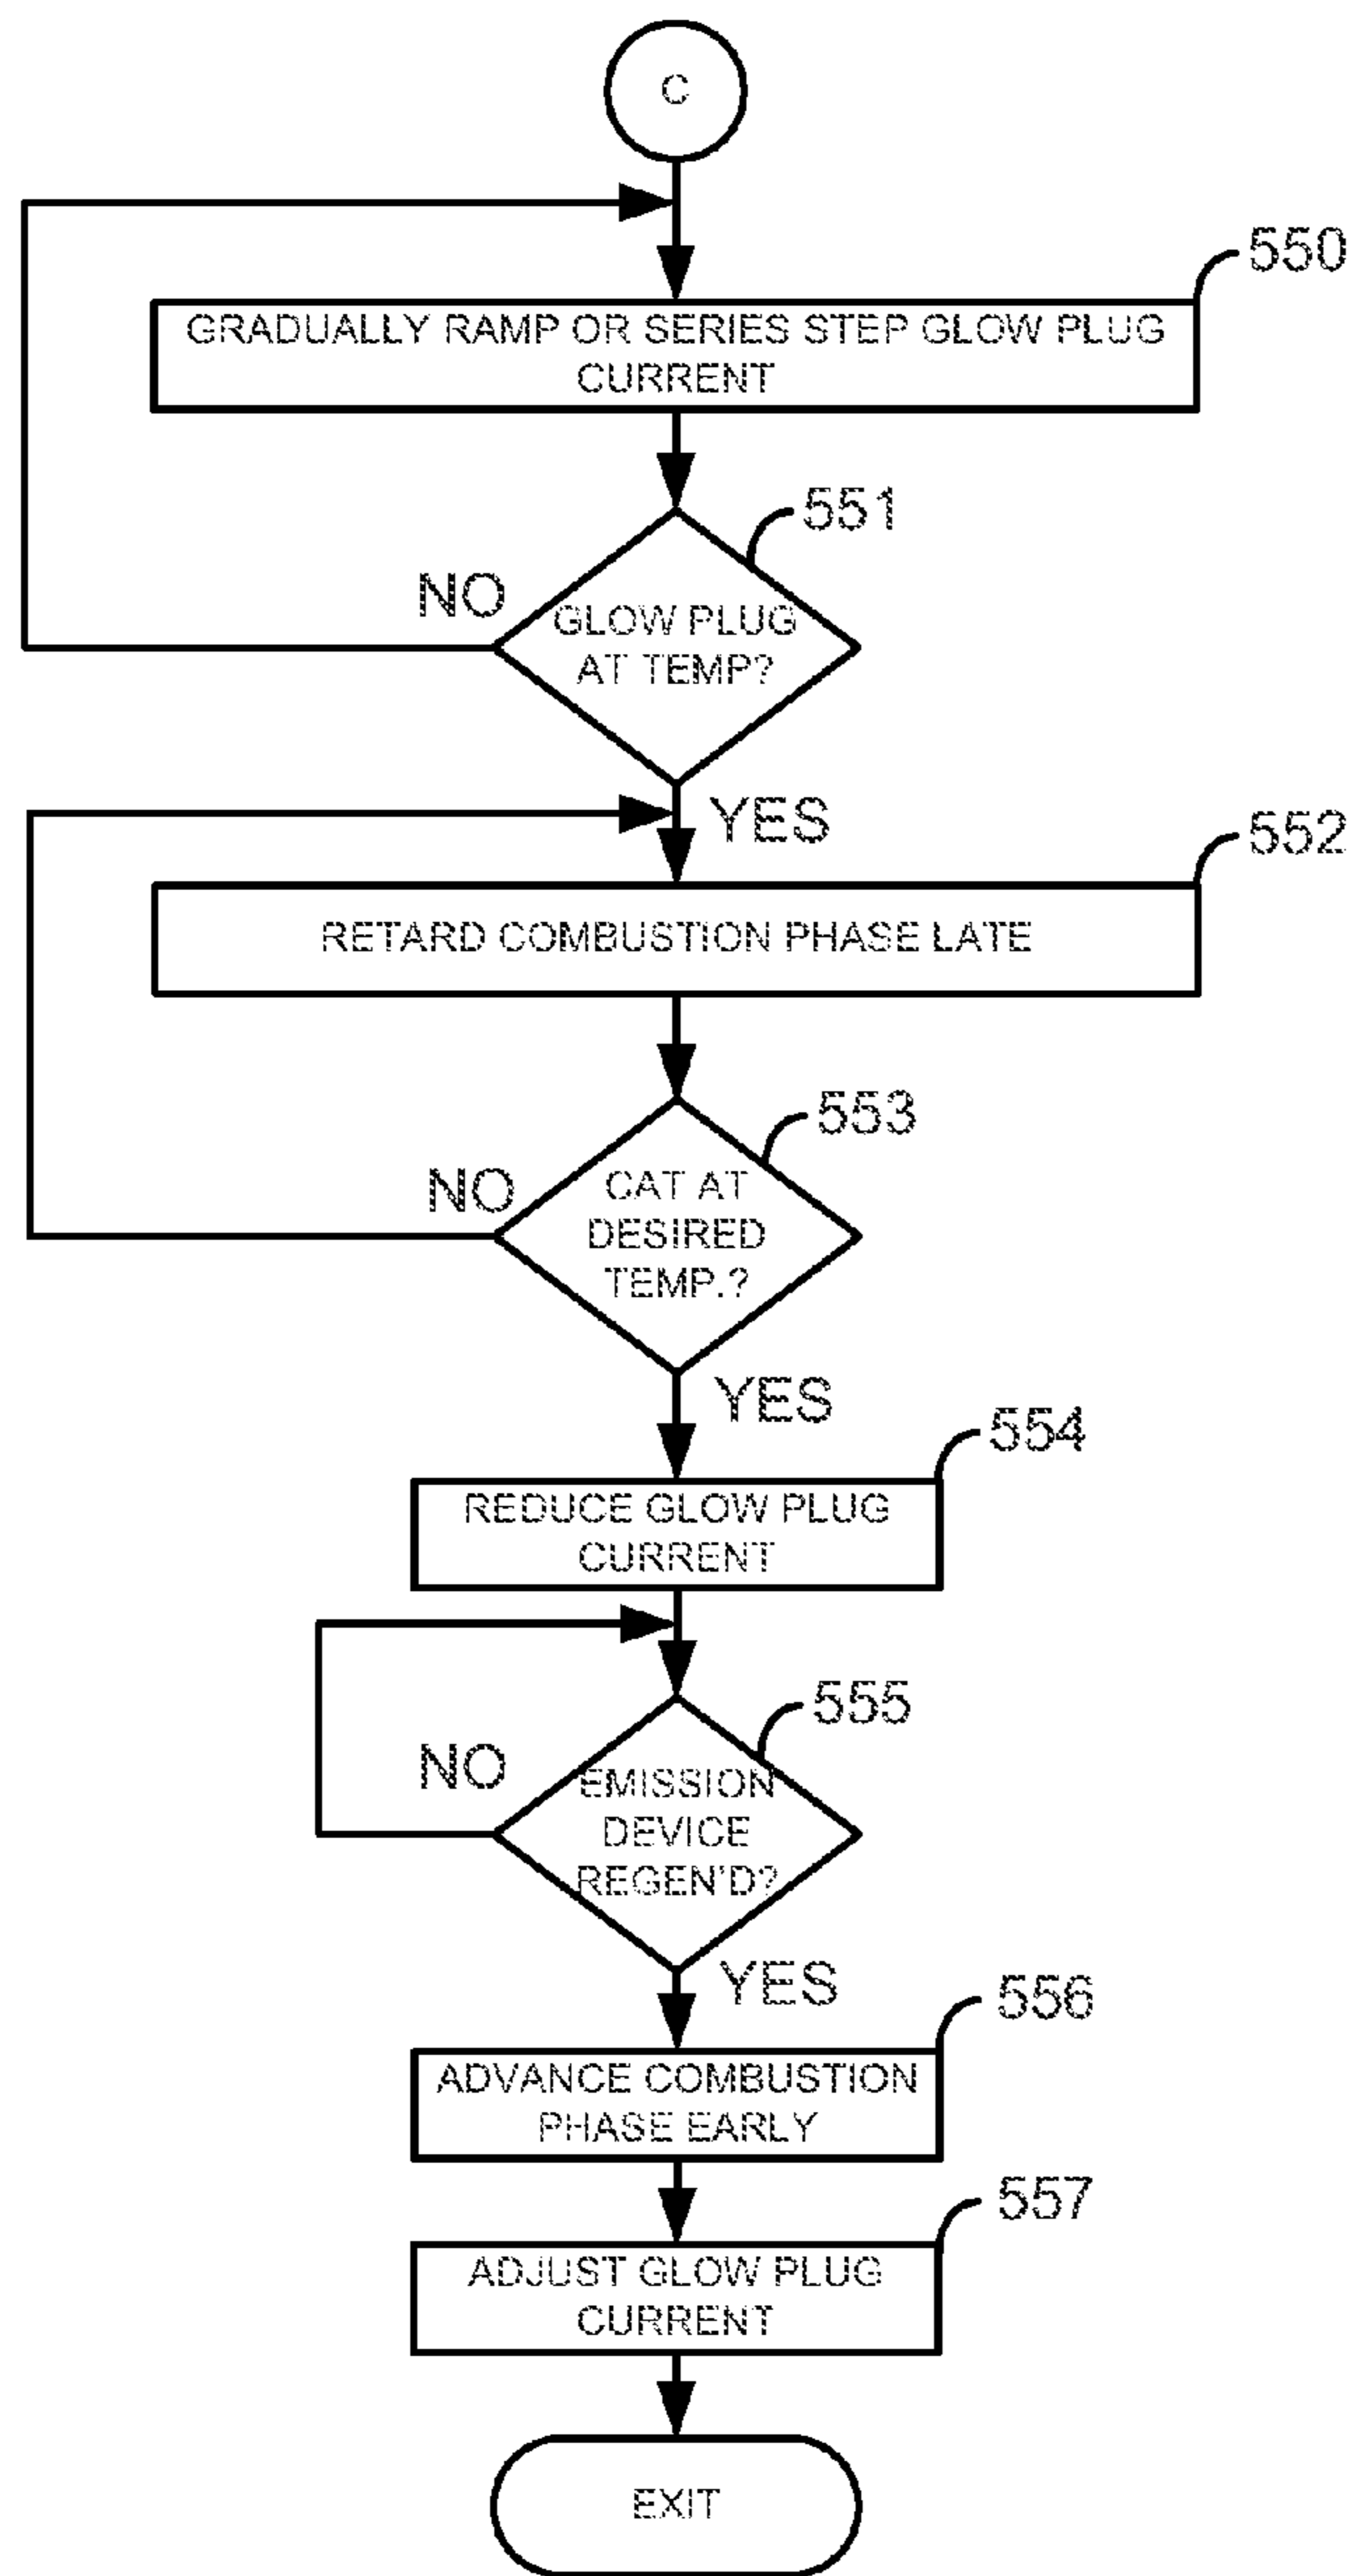 C
550
GRADUALLY RAMP OR SERIES STEP GLOW PLUG
CURRENT
551
NO
GLOW PLUG
AT TEMP?
YES
552
RETARD COMBUSTION PHASE LATE
553
NO
CAT AT
DESIRED
TEMP.?
YES
554
REDUCE GLOW PLUG
CURRENT
555
NO
EMISSION
DEVICE
REGEN'D?
YES
556
ADVANCE COMBUSTION
PHASE EARLY
557
ADJUST GLOW PLUG
CURRENT
EXIT